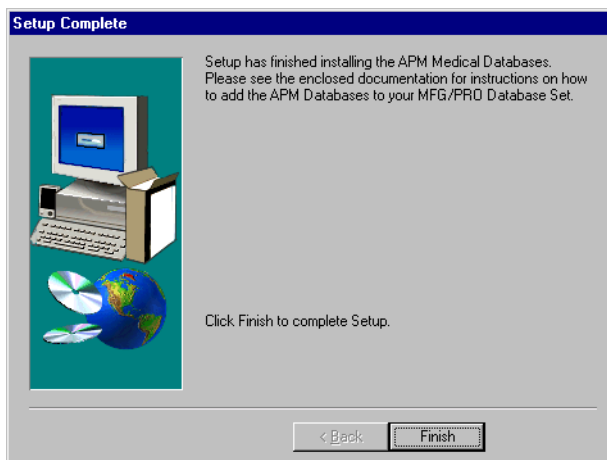 Setup Complete
Setup has finished installing the APM Medical Databases.
Please see the enclosed documentation for instructions on how
to add the APM Databases to your MFG/PRO Database Set.
Click Finish to complete Setup.
< Back
Finish